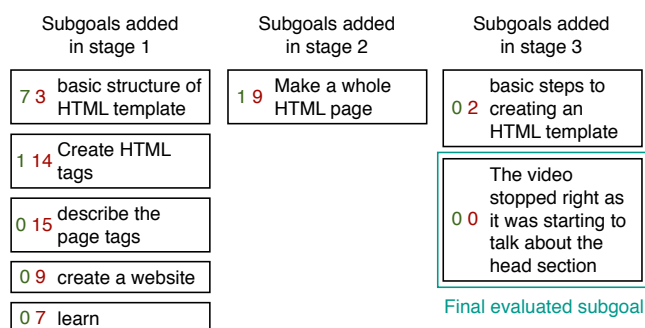 Subgoals added
in stage 1
7 3 basic structure of
HTML template
1 14 Create HTML
tags
0 15 describe the
page tags
0 9 create a website
0 7 learn
Subgoals added
in stage 2
1 9 Make a whole
HTML page
Subgoals added
in stage 3
basic steps to
0 2 creating an
HTML template
The video
stopped right as
0 0 it was starting to
talk about the
head section
Final evaluated subgoal